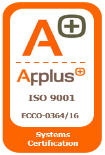 A+
Applus+
ISO 9001
ECCO-0364/16
Systems
Certification